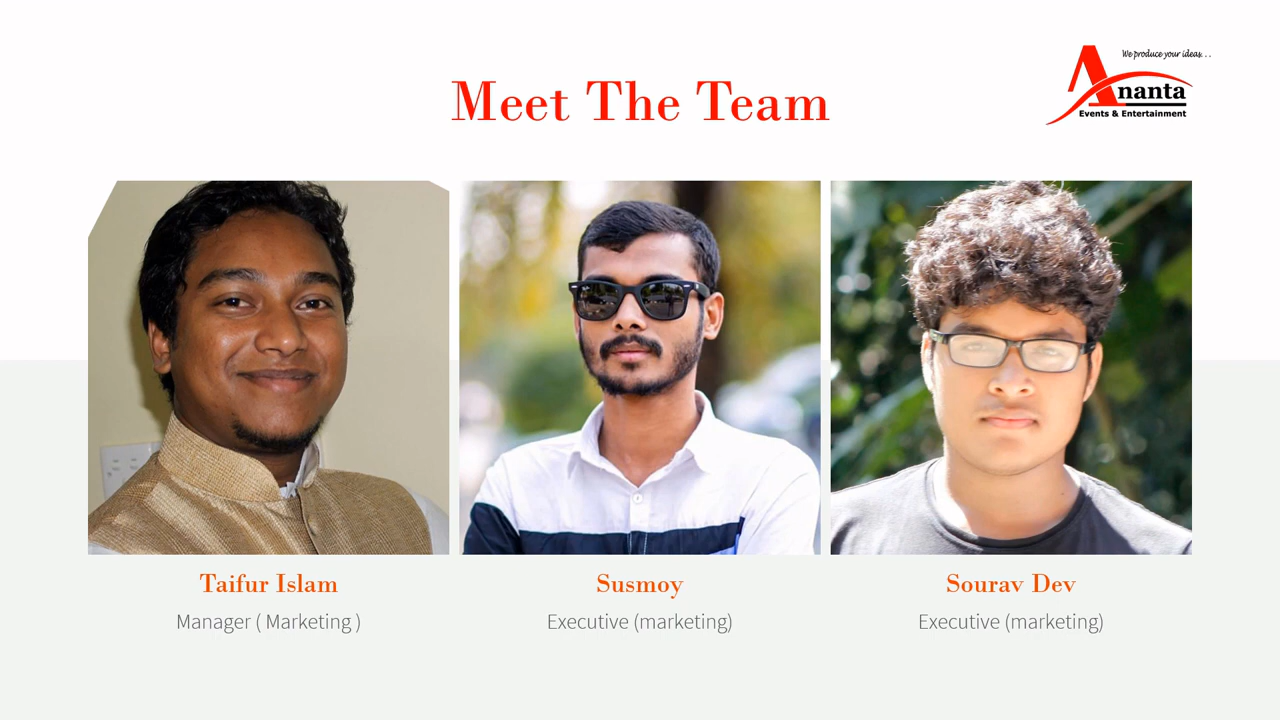 We produce your ideas. . .
Meet The Team
Ananta
Events & Entertainment
Taifur Islam
Susmoy
Sourav Dev
Manager ( Marketing )
Executive (marketing)
Executive (marketing)